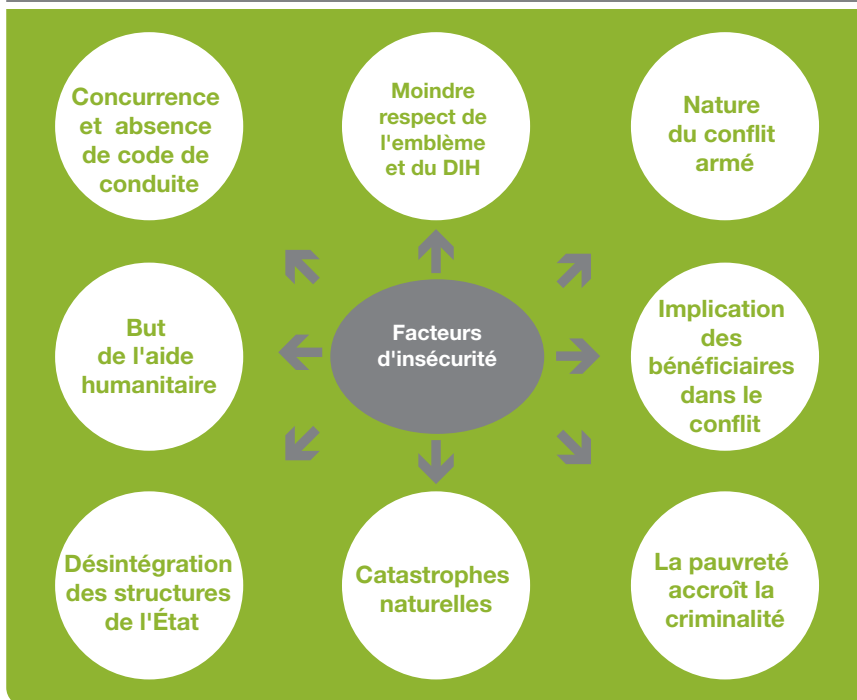 Concurrence
et absence
de code de
conduite
Moindre
respect de
l'emblème
et du DIH
Nature
du conflit
armé
But
de l'aide
humanitaire
Facteurs
d'insécurité
Implication
des
bénéficiaires
dans le
conflit
Désintégration
des structures
de l'État
Catastrophes
naturelles
La pauvreté
accroît la
criminalité